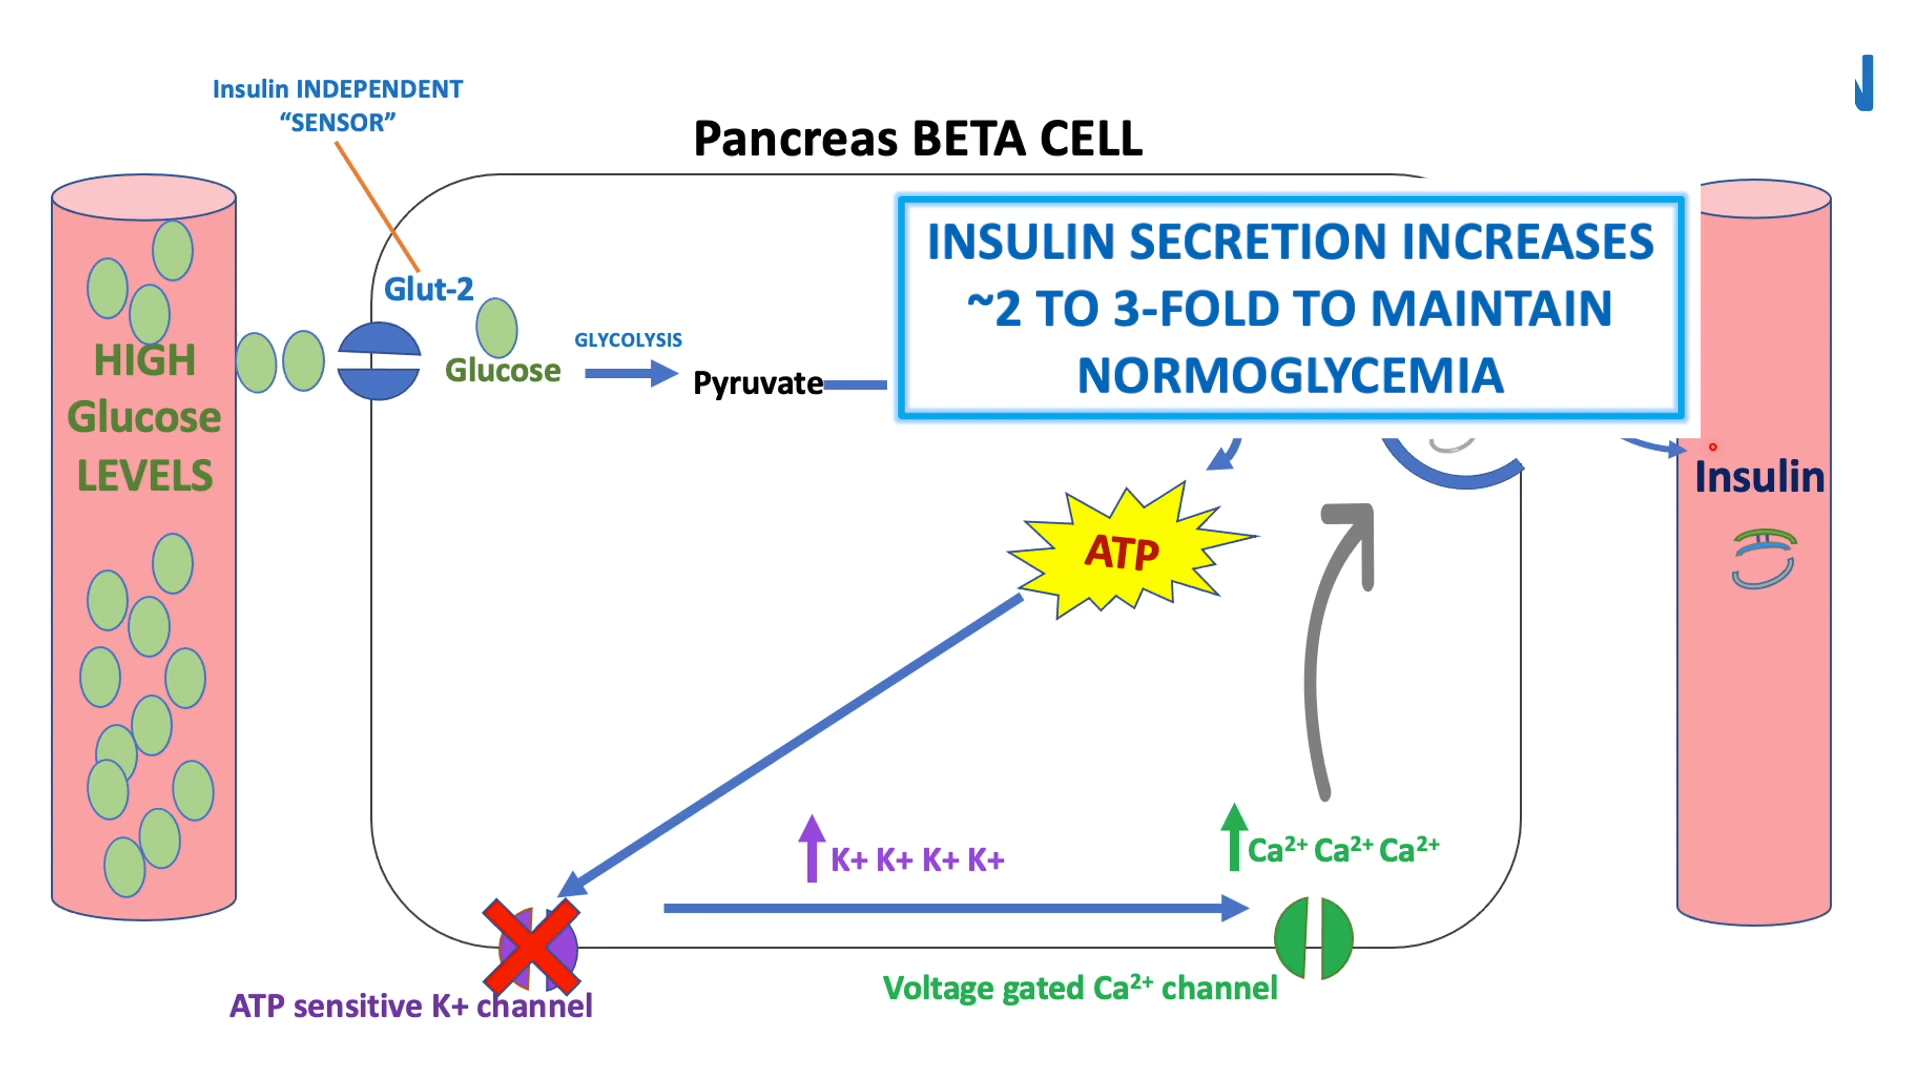 Insulin INDEPENDENT
“SENSOR”
Pancreas BETA CELL
INSULIN SECRETION INCREASES
~2 TO 3-FOLD TO MAINTAIN
NORMOGLYCEMIA
Glut-2
GLYCOLYSIS
Glucose
Pyruvate
HIGH
Glucose
LEVELS
Insulin
ATP
K+ K+ K+ K+
Ca²⁺ Ca²⁺ Ca²⁺
Voltage gated Ca²⁺ channel
ATP sensitive K+ channel